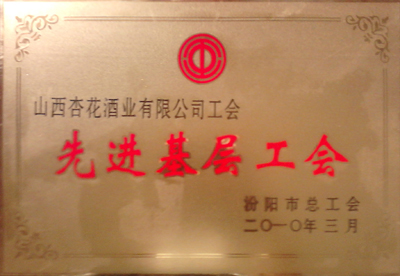 山西杏花酒业有限公司工会
先进基层工会
汾阳市总工会
二〇一〇年三月